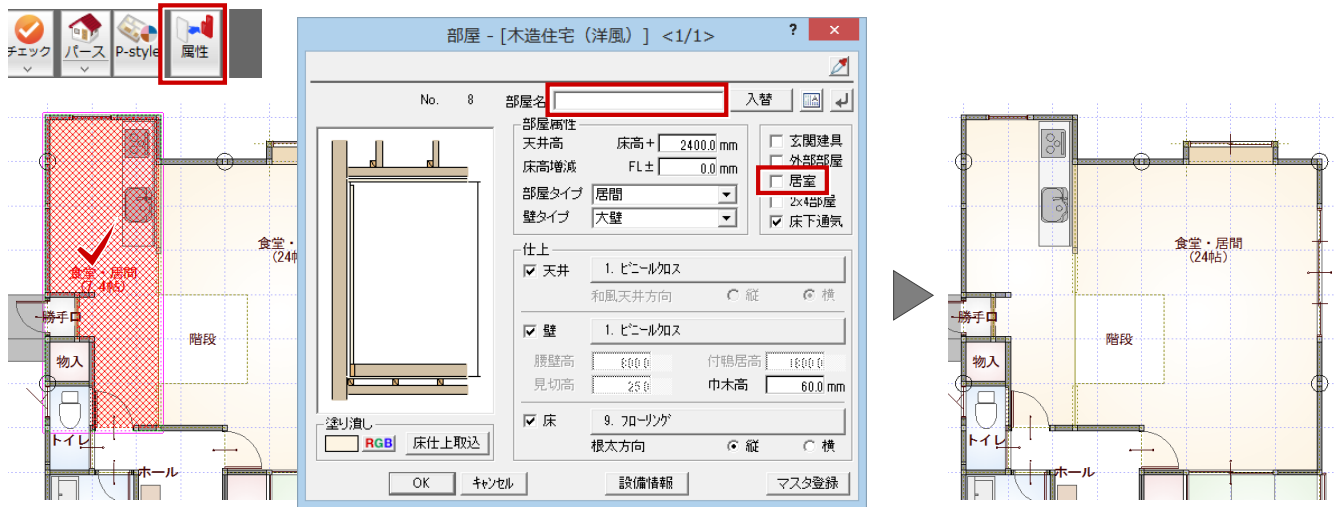 チェック
パース
P-style
属性
食堂・居間
(7.4帖)
食堂・
(24帖
勝手口
階段
物入
トイレ
ホール
部屋 - [木造住宅（洋風）] <1/1>
?
×
No. 8
部屋名
入替
部屋属性
天井高 床高+ 2400.0 mm
床高増減 FL± 0.0 mm
部屋タイプ 居間
壁タイプ 大壁
玄関建具
外部部屋
居室
2x4部屋
床下通気
仕上
天井 1. ビニールクロス
和風天井方向 縦 横
壁 1. ビニールクロス
腰壁高 800.0 付鴨居高 1800.0
見切高 25.0 巾木高 60.0 mm
床 9. フローリング
根太方向 縦 横
塗り潰し
RGB 床仕上取込
OK キャンセル 設備情報 マスタ登録
食堂・居間
(24帖)
勝手口
階段
物入
トイレ
ホール